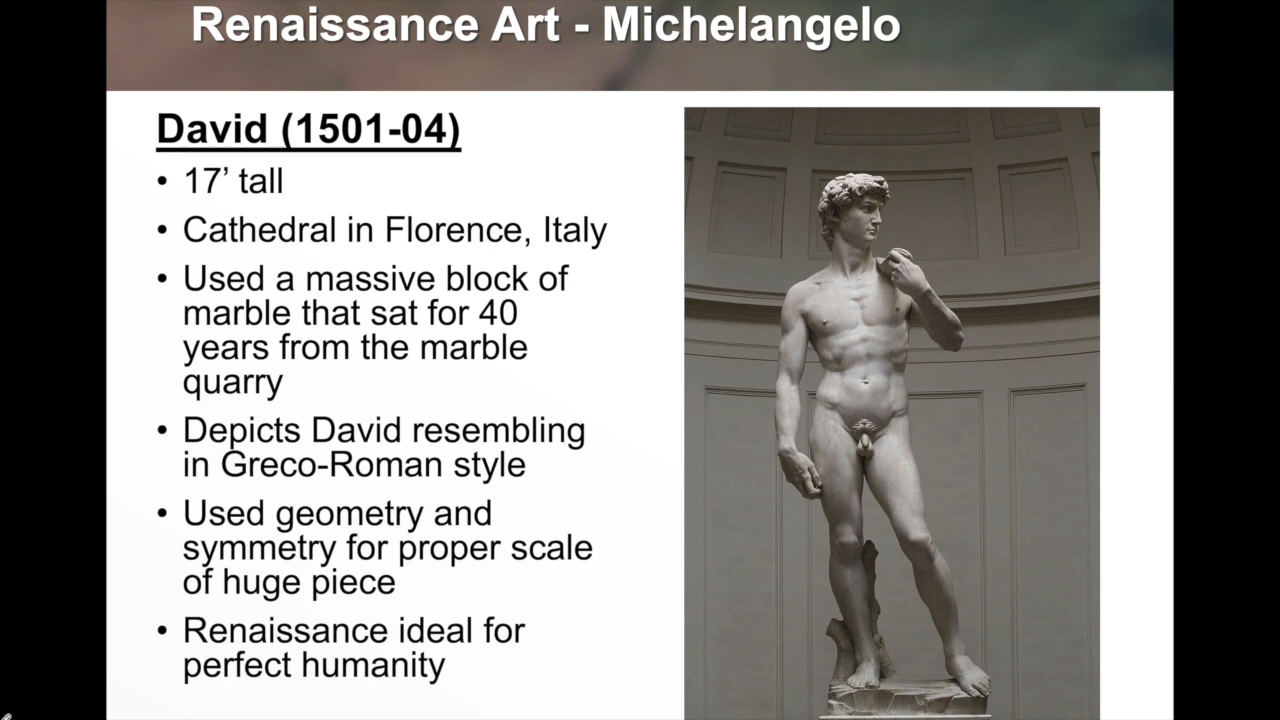 Renaissance Art - Michelangelo
David (1501-04)
• 17’ tall
• Cathedral in Florence, Italy
• Used a massive block of
marble that sat for 40
years from the marble
quarry
• Depicts David resembling
in Greco-Roman style
• Used geometry and
symmetry for proper scale
of huge piece
• Renaissance ideal for
perfect humanity